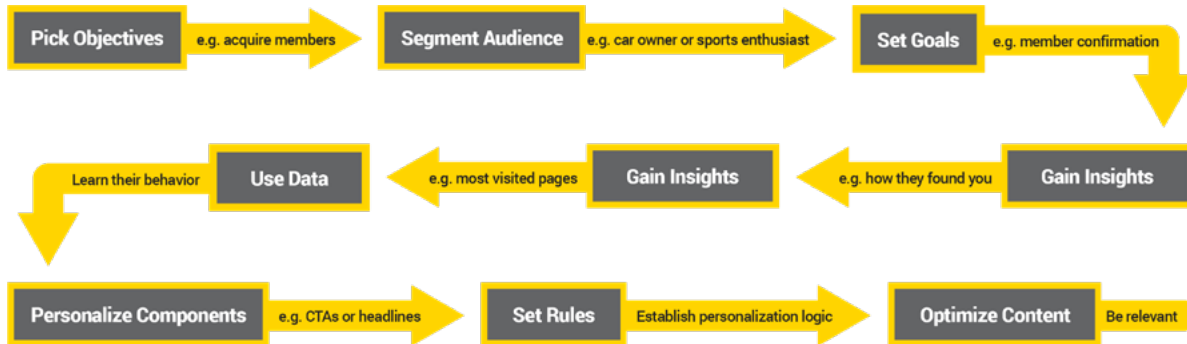 Pick Objectives
e.g. acquire members
Segment Audience
e.g. car owner or sports enthusiast
Set Goals
e.g. member confirmation
Gain Insights
e.g. how they found you
Gain Insights
e.g. most visited pages
Use Data
Learn their behavior
Personalize Components
e.g. CTAs or headlines
Set Rules
Establish personalization logic
Optimize Content
Be relevant